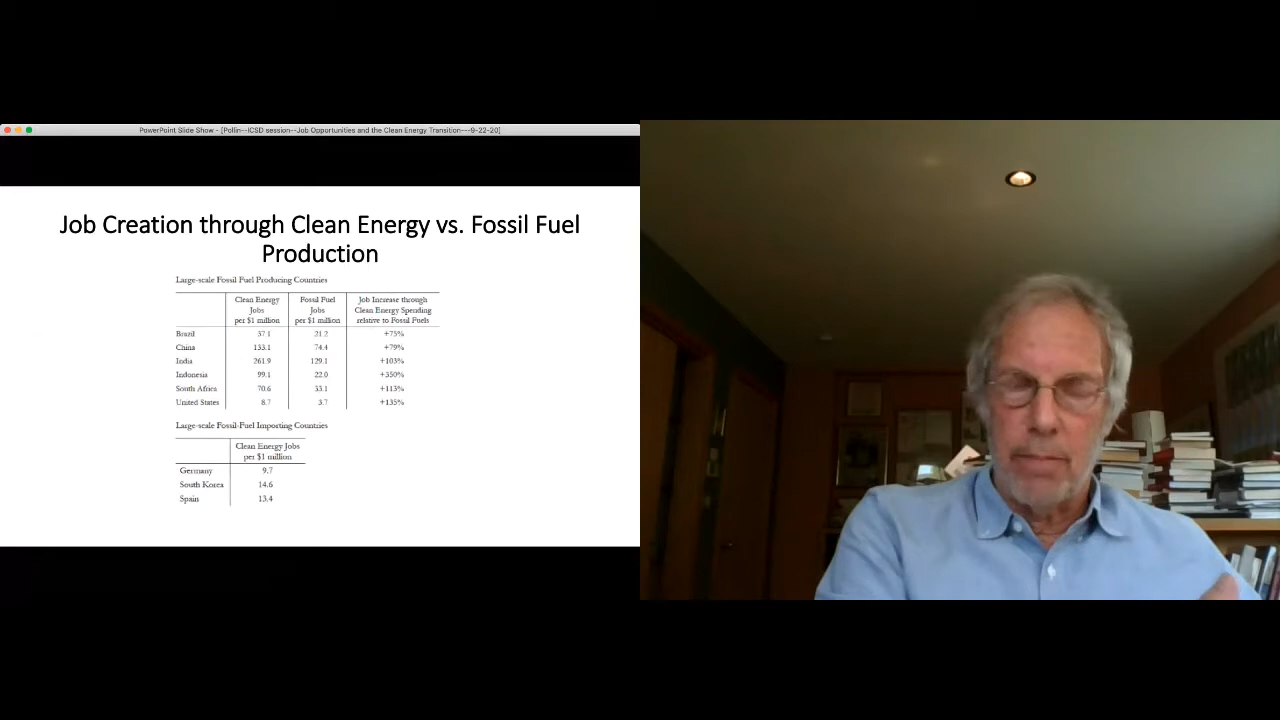 PowerPoint Slide Show - [Pollin--ICSD session--Job Opportunities and the Clean Energy Transition---9-22-20]
Job Creation through Clean Energy vs. Fossil Fuel
Production
Large-scale Fossil Fuel Producing Countries
Clean Energy Jobs per $1 million Fossil Fuel Jobs per $1 million Job Increase through Clean Energy Spending relative to Fossil Fuels
Brazil 37.1 21.2 +75%
China 133.1 74.4 +79%
India 261.9 129.1 +103%
Indonesia 99.1 22.0 +350%
South Africa 70.6 33.1 +113%
United States 8.7 3.7 +135%
Large-scale Fossil-Fuel Importing Countries
Clean Energy Jobs
per $1 million
Germany 9.7
South Korea 14.6
Spain 13.4